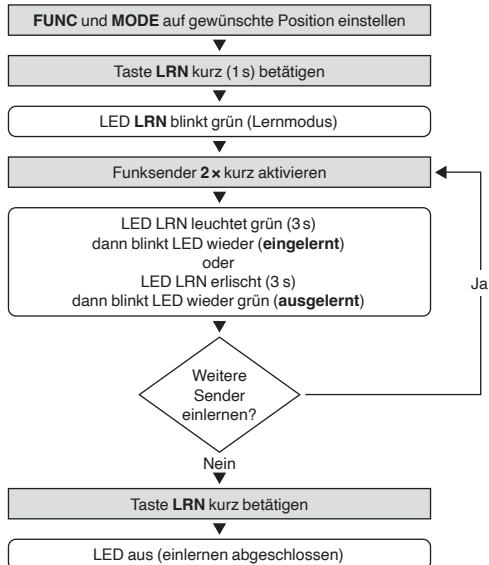 FUNC und MODE auf gewünschte Position einstellen
Taste LRN kurz (1 s) betätigen
LED LRN blinkt grün (Lernmodus)
Funksender 2 × kurz aktivieren
LED LRN leuchtet grün (3 s)
dann blinkt LED wieder (eingelernt)
oder
LED LRN erlischt (3 s)
dann blinkt LED wieder grün (ausgelernt)
Ja
Weitere
Sender
einlernen?
Nein
Taste LRN kurz betätigen
LED aus (einlernen abgeschlossen)